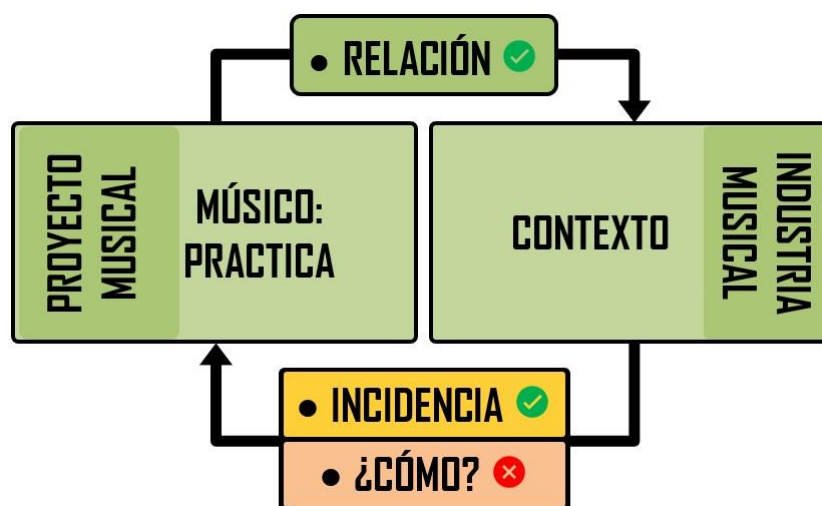 • RELACIÓN
PROYECTO
MUSICAL
MÚSICO:
PRACTICA
CONTEXTO
INDUSTRIA
MUSICAL
• INCIDENCIA
• ¿CÓMO?